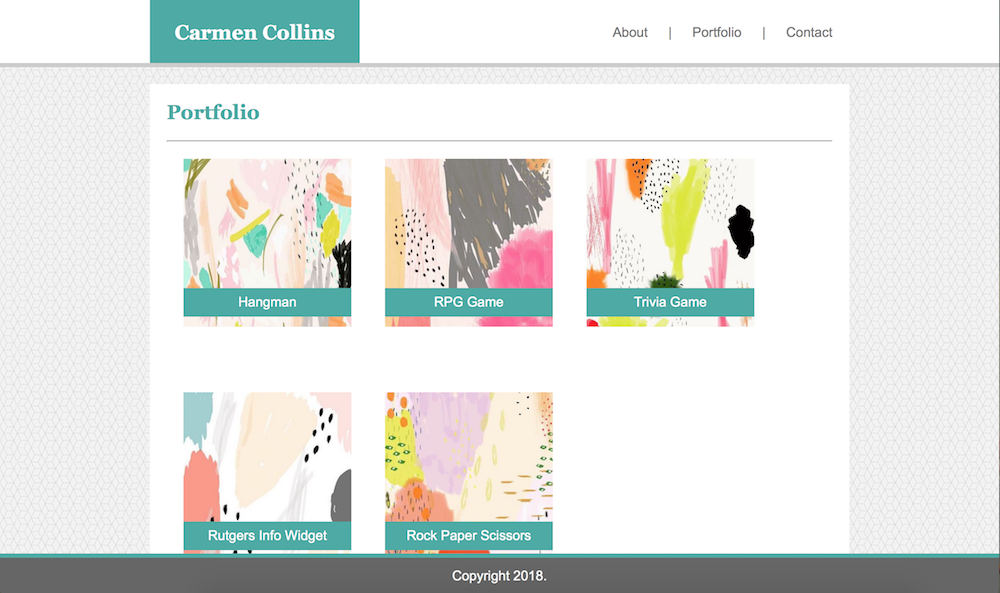 Carmen Collins
About | Portfolio | Contact
Portfolio
Hangman
RPG Game
Trivia Game
Rutgers Info Widget
Rock Paper Scissors
Copyright 2018.